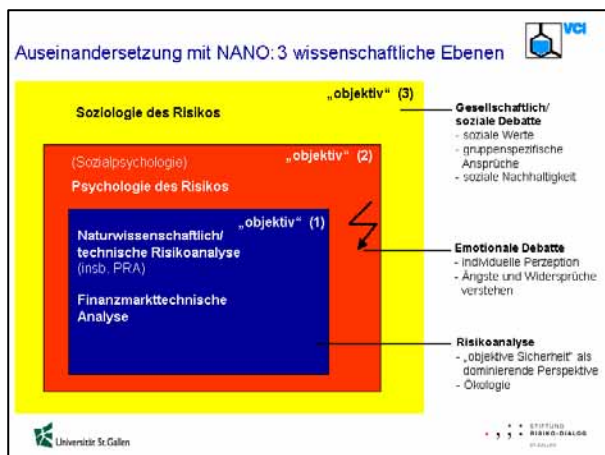 Auseinandersetzung mit NANO: 3 wissenschaftliche Ebenen
VCI
„objektiv“ (3)
Soziologie des Risikos
(Sozialpsychologie)
„objektiv“ (2)
Psychologie des Risikos
„objektiv“ (1)
Naturwissenschaftlich/
technische Risikoanalyse
(insb. PRA)
Finanzmarkttechnische
Analyse
Gesellschaftlich/
soziale Debatte
- soziale Werte
- gruppenspezifische
Ansprüche
- soziale Nachhaltigkeit
Emotionale Debatte
- individuelle Perzeption
- Ängste und Widersprüche
verstehen
Risikoanalyse
- „objektive Sicherheit“ als
dominierende Perspektive
- Ökologie
Universität St.Gallen
STIFTUNG
RISIKO-DIALOG
ST.GALLEN